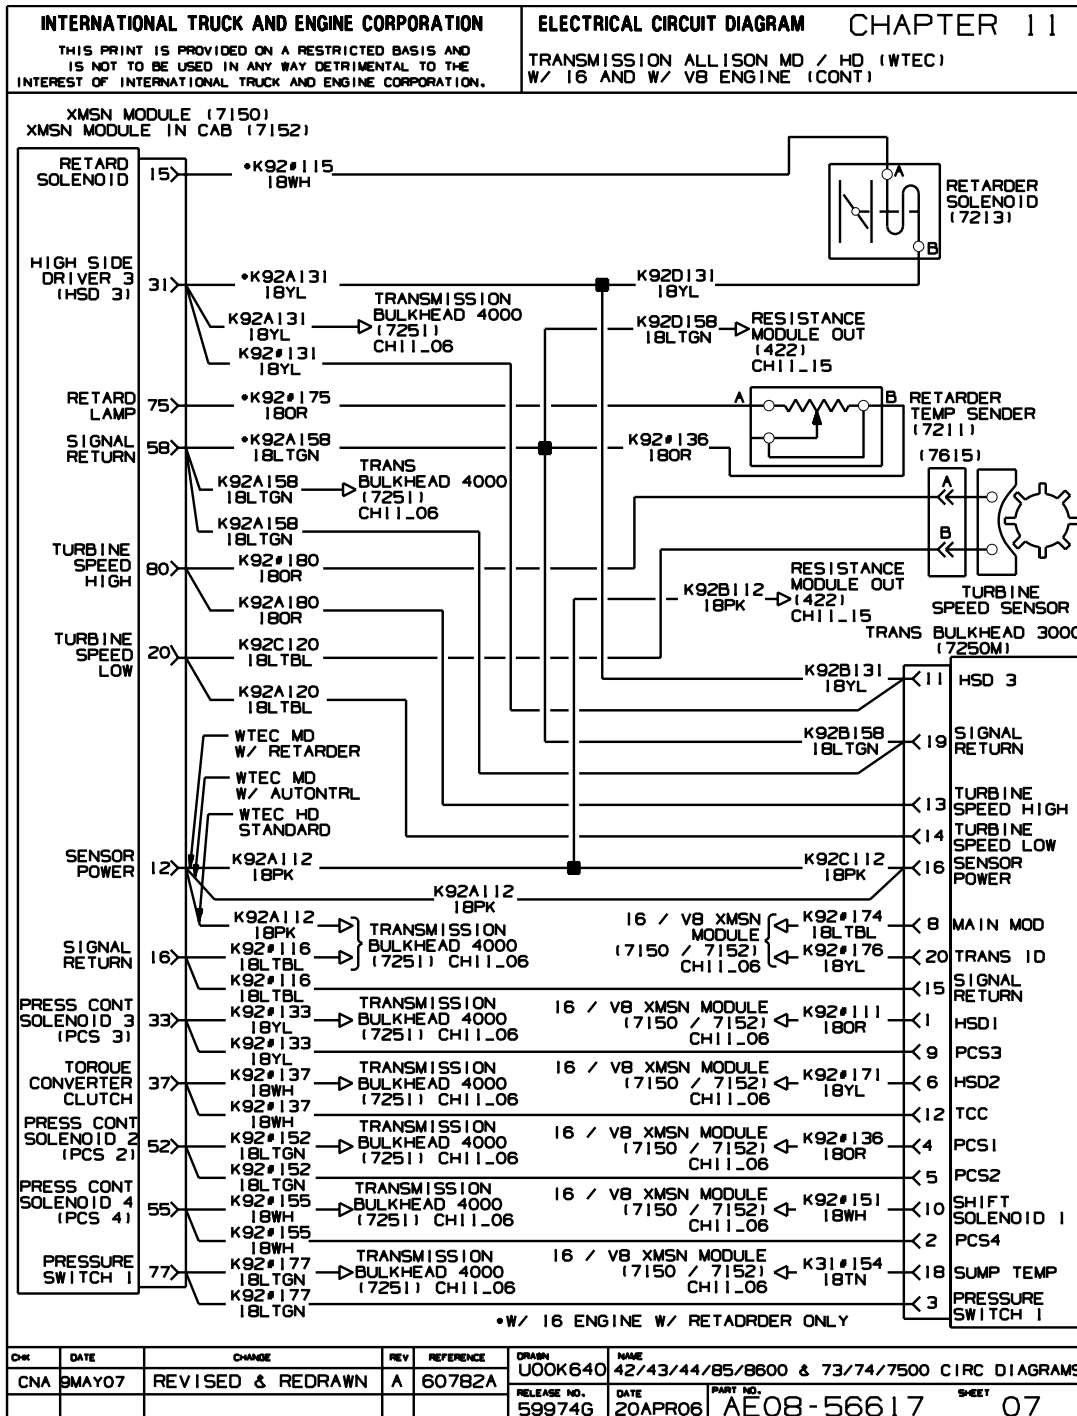 INTERNATIONAL TRUCK AND ENGINE CORPORATION
THIS PRINT IS PROVIDED ON A RESTRICTED BASIS AND
IS NOT TO BE USED IN ANY WAY DETRIMENTAL TO THE
INTEREST OF INTERNATIONAL TRUCK AND ENGINE CORPORATION.
ELECTRICAL CIRCUIT DIAGRAM CHAPTER 11
TRANSMISSION ALLISON MD / HD (WTEC)
W/ I6 AND W/ V8 ENGINE (CONT)
XMSN MODULE (7150)
XMSN MODULE IN CAB (7152)
RETARD
SOLENOID
15
*K92#115
18WH
A
B
RETARDER
SOLENOID
(7213)
HIGH SIDE
DRIVER 3
(HSD 3)
31
*K92A131
18YL
K92D131
18YL
K92A131
18YL
TRANSMISSION
BULKHEAD 4000
(7251)
CH11_06
K92D158
18LTGN
RESISTANCE
MODULE OUT
(422)
CH11_15
K92#131
18YL
RETARD
LAMP
75
*K92#175
18OR
A
B
RETARDER
TEMP SENDER
(7211)
SIGNAL
RETURN
58
*K92A158
18LTGN
K92#136
18OR
(7615)
K92A158
18LTGN
TRANS
BULKHEAD 4000
(7251)
CH11_06
A
B
K92A158
18LTGN
TURBINE
SPEED
HIGH
80
K92#180
18OR
K92B112
18PK
RESISTANCE
MODULE OUT
(422)
CH11_15
TURBINE
SPEED SENSOR
K92A180
18OR
TRANS BULKHEAD 3000
(7250M)
TURBINE
SPEED
LOW
20
K92C120
18LTBL
K92B131
18YL
11
HSD 3
K92A120
18LTBL
WTEC MD
W/ RETARDER
K92B158
18LTGN
19
SIGNAL
RETURN
WTEC MD
W/ AUTONTRL
13
TURBINE
SPEED HIGH
WTEC HD
STANDARD
14
TURBINE
SPEED LOW
SENSOR
POWER
12
K92A112
18PK
K92C112
18PK
16
SENSOR
POWER
K92A112
18PK
K92A112
18PK
TRANSMISSION
BULKHEAD 4000
(7251) CH11_06
I6 / V8 XMSN
MODULE
(7150 / 7152)
CH11_06
K92#174
18LTBL
8
MAIN MOD
SIGNAL
RETURN
16
K92#116
18LTBL
K92#176
18YL
20
TRANS ID
K92#116
18LTBL
15
SIGNAL
RETURN
PRESS CONT
SOLENOID 3
(PCS 3)
33
K92#133
18YL
TRANSMISSION
BULKHEAD 4000
(7251) CH11_06
I6 / V8 XMSN MODULE
(7150 / 7152)
CH11_06
K92#111
18OR
1
HSD1
K92#133
18YL
9
PCS3
TORQUE
CONVERTER
CLUTCH
37
K92#137
18WH
TRANSMISSION
BULKHEAD 4000
(7251) CH11_06
I6 / V8 XMSN MODULE
(7150 / 7152)
CH11_06
K92#171
18YL
6
HSD2
K92#137
18WH
12
TCC
PRESS CONT
SOLENOID 2
(PCS 2)
52
K92#152
18LTGN
TRANSMISSION
BULKHEAD 4000
(7251) CH11_06
I6 / V8 XMSN MODULE
(7150 / 7152)
CH11_06
K92#136
18OR
4
PCS1
K92#152
18LTGN
5
PCS2
PRESS CONT
SOLENOID 4
(PCS 4)
55
K92#155
18WH
TRANSMISSION
BULKHEAD 4000
(7251) CH11_06
I6 / V8 XMSN MODULE
(7150 / 7152)
CH11_06
K92#151
18WH
10
SHIFT
SOLENOID 1
K92#155
18WH
2
PCS4
PRESSURE
SWITCH 1
77
K92#177
18LTGN
TRANSMISSION
BULKHEAD 4000
(7251) CH11_06
I6 / V8 XMSN MODULE
(7150 / 7152)
CH11_06
K31#154
18TN
18
SUMP TEMP
K92#177
18LTGN
3
PRESSURE
SWITCH 1
*W/ I6 ENGINE W/ RETADRDER ONLY
CHK DATE CHANGE REV REFERENCE
CNA 9MAY07 REVISED & REDRAWN A 60782A
DRAWN
U00K640
NAME
42/43/44/85/8600 & 73/74/7500 CIRC DIAGRAMS
RELEASE NO.
59974G
DATE
20APR06
PART NO.
AE08-56617
SHEET
07